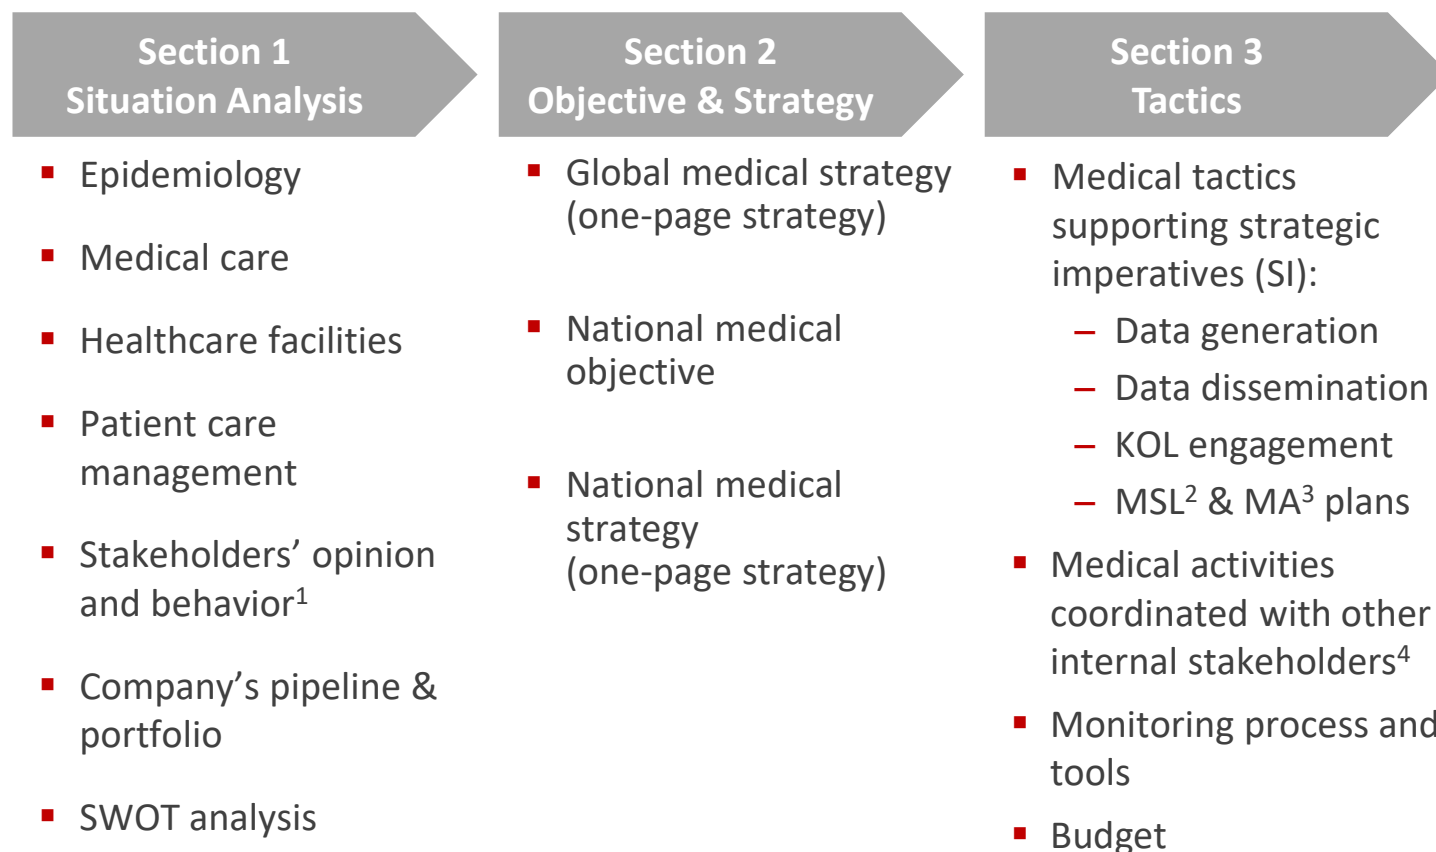 Section 1
Situation Analysis
▪ Epidemiology
▪ Medical care
▪ Healthcare facilities
▪ Patient care
management
▪ Stakeholders’ opinion
and behavior¹
▪ Company’s pipeline &
portfolio
▪ SWOT analysis
Section 2
Objective & Strategy
▪ Global medical strategy
(one-page strategy)
▪ National medical
objective
▪ National medical
strategy
(one-page strategy)
Section 3
Tactics
▪ Medical tactics
supporting strategic
imperatives (SI):
– Data generation
– Data dissemination
– KOL engagement
– MSL² & MA³ plans
▪ Medical activities
coordinated with other
internal stakeholders⁴
▪ Monitoring process and
tools
▪ Budget